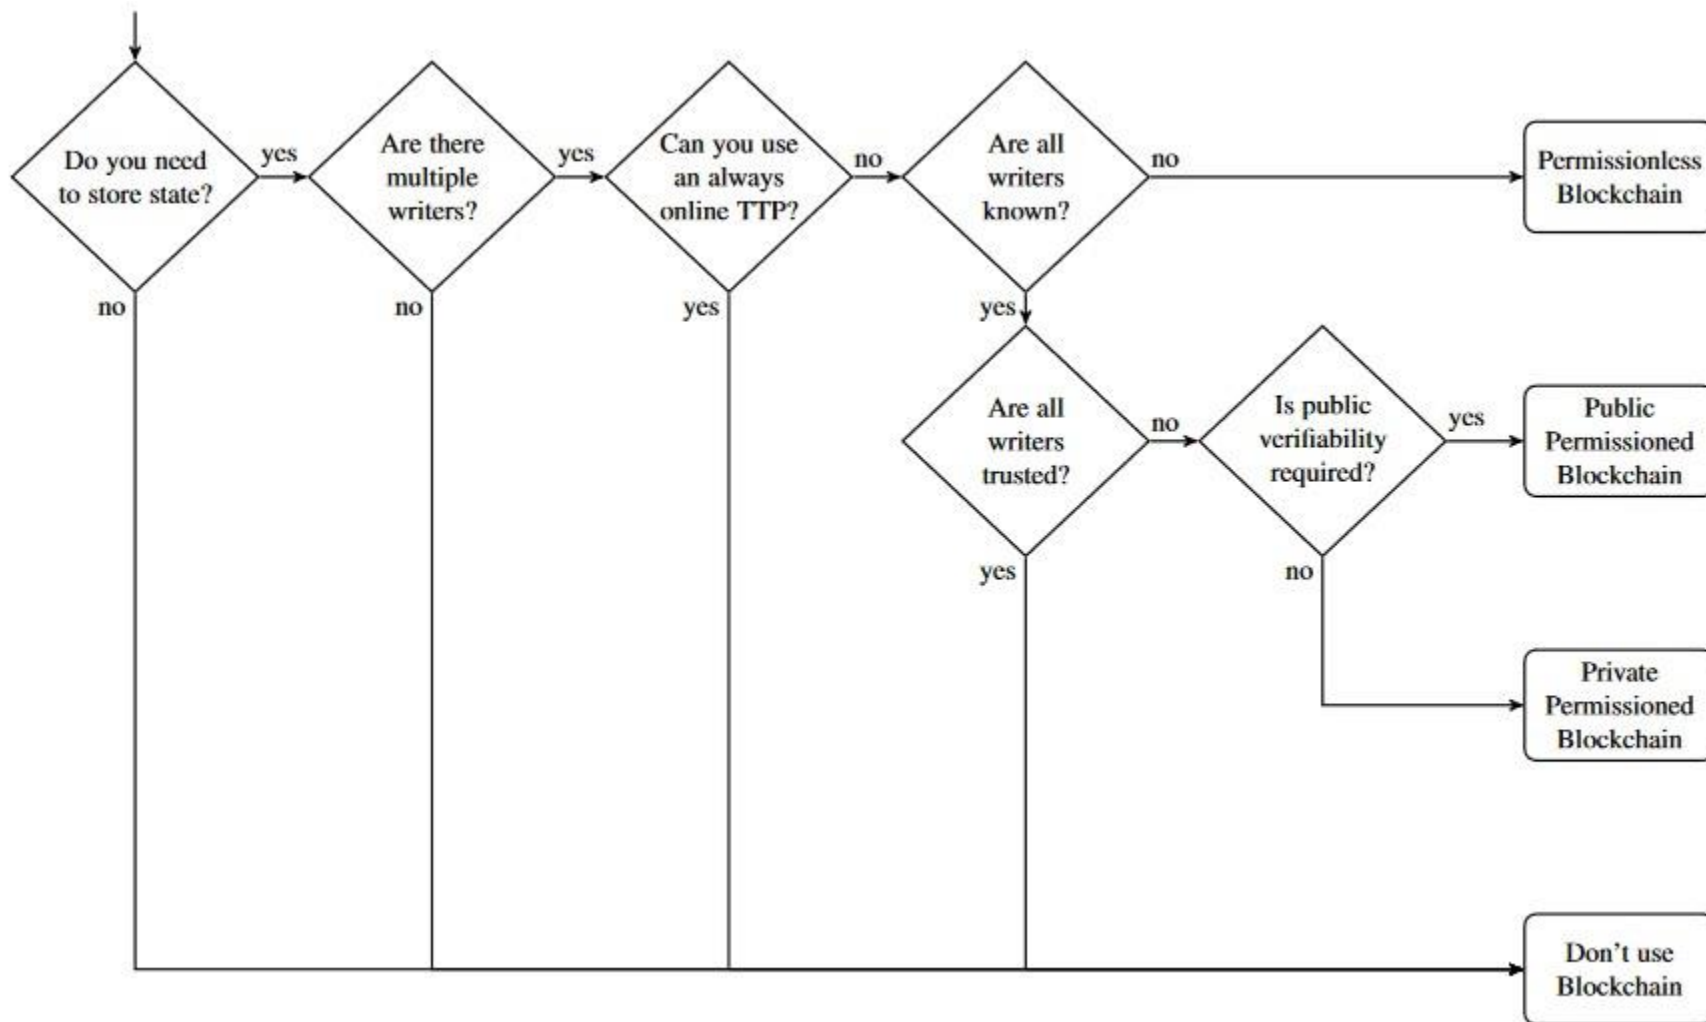 Do you need
to store state?
yes
no
Are there
multiple
writers?
yes
no
Can you use
an always
online TTP?
no
yes
Are all
writers
known?
no
yes
Permissionless
Blockchain
Are all
writers
trusted?
no
yes
Is public
verifiability
required?
yes
no
Public
Permissioned
Blockchain
Private
Permissioned
Blockchain
Don't use
Blockchain